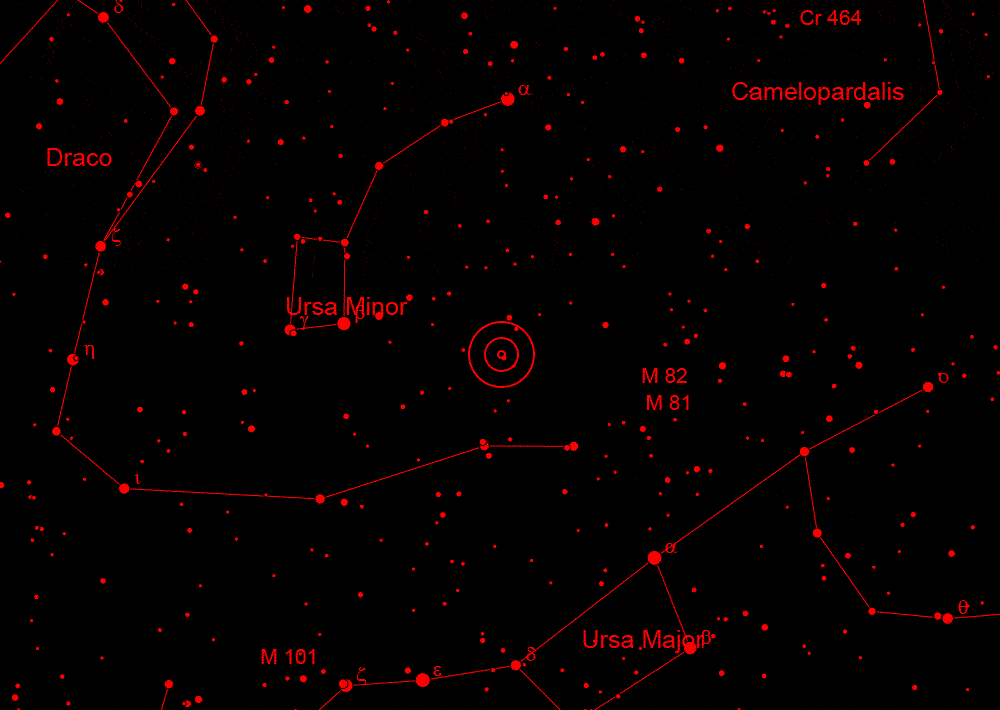 δ
Cr 464
α
Camelopardalis
Draco
ζ
Ursa Minor
γ
β
η
M 82
υ
M 81
ι
α
θ
Ursa Major
β
δ
M 101
ζ
ε